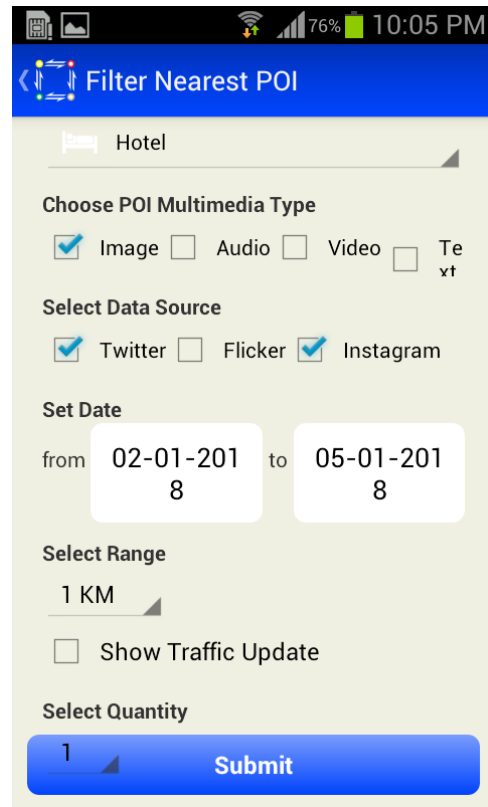 76% 10:05 PM
Filter Nearest POI
Hotel
Choose POI Multimedia Type
Image Audio Video Te
xt
Select Data Source
Twitter Flicker Instagram
Set Date
from 02-01-201 to 05-01-201
8 8
Select Range
1 KM
Show Traffic Update
Select Quantity
1 Submit